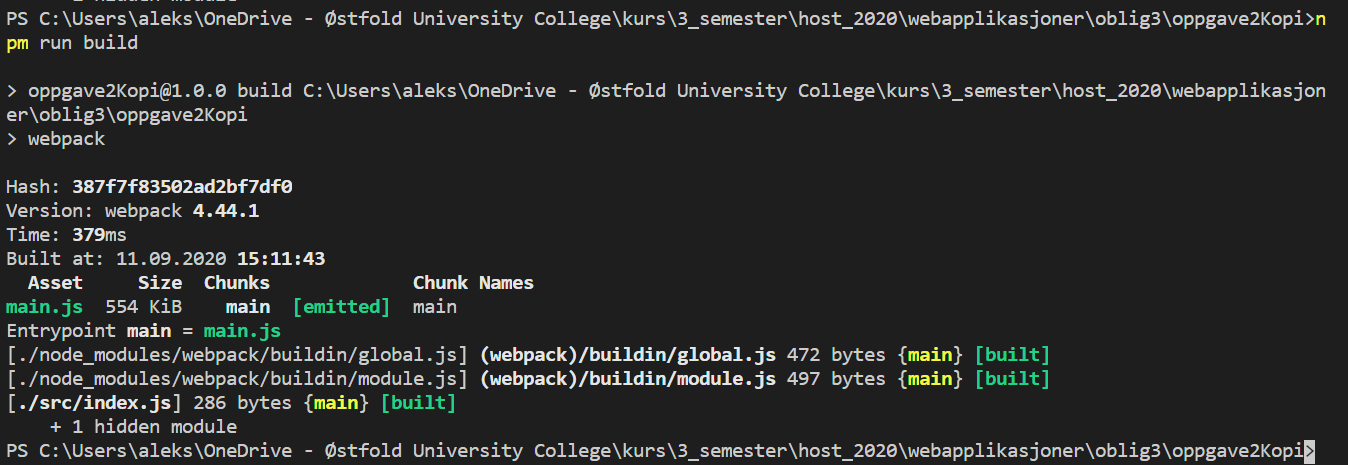 + 1 hidden module
PS C:\Users\aleks\OneDrive - Østfold University College\kurs\3_semester\host_2020\webapplikasjoner\oblig3\oppgave2Kopi>n
pm run build
> oppgave2Kopi@1.0.0 build C:\Users\aleks\OneDrive - Østfold University College\kurs\3_semester\host_2020\webapplikasjon
er\oblig3\oppgave2Kopi
> webpack
Hash: 387f7f83502ad2bf7df0
Version: webpack 4.44.1
Time: 379ms
Built at: 11.09.2020 15:11:43
Asset Size Chunks Chunk Names
main.js 554 KiB main [emitted] main
Entrypoint main = main.js
[./node_modules/webpack/buildin/global.js] (webpack)/buildin/global.js 472 bytes {main} [built]
[./node_modules/webpack/buildin/module.js] (webpack)/buildin/module.js 497 bytes {main} [built]
[./src/index.js] 286 bytes {main} [built]
+ 1 hidden module
PS C:\Users\aleks\OneDrive - Østfold University College\kurs\3_semester\host_2020\webapplikasjoner\oblig3\oppgave2Kopi>